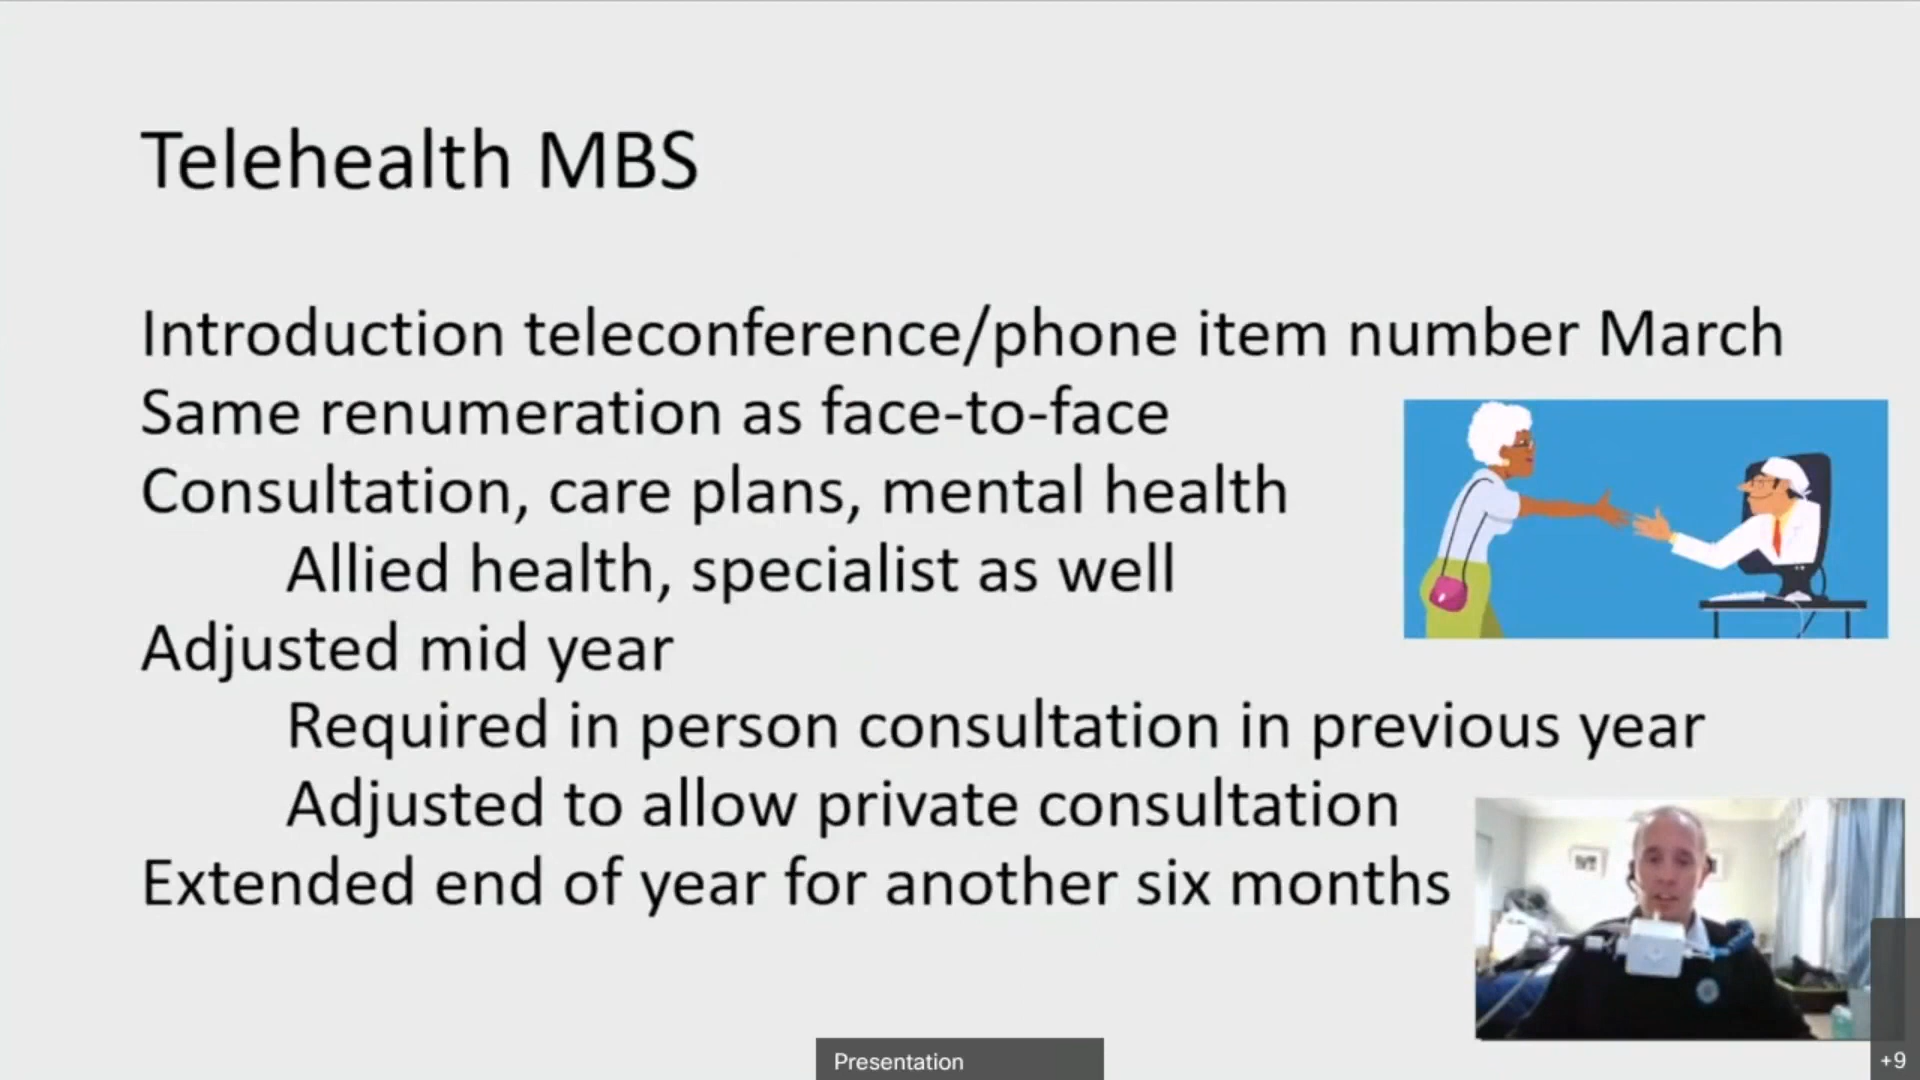 Telehealth MBS
Introduction teleconference/phone item number March
Same renumeration as face-to-face
Consultation, care plans, mental health
Allied health, specialist as well
Adjusted mid year
Required in person consultation in previous year
Adjusted to allow private consultation
Extended end of year for another six months
Presentation
+9